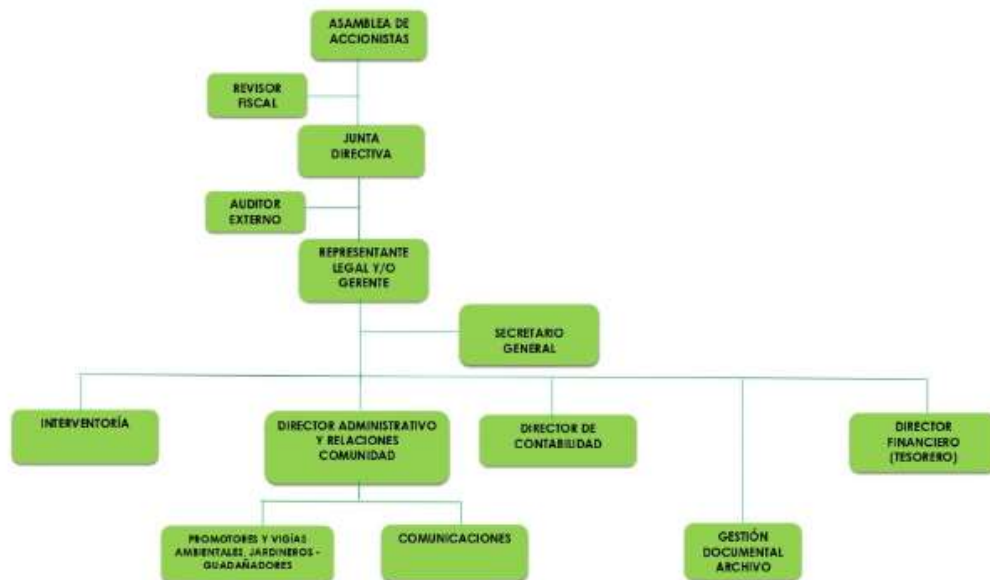 ASAMBLEA DE
ACCIONISTAS
REVISOR
FISCAL
JUNTA
DIRECTIVA
AUDITOR
EXTERNO
REPRESENTANTE
LEGAL Y/O
GERENTE
SECRETARIO
GENERAL
INTERVENTORÍA
DIRECTOR ADMINISTRATIVO
Y RELACIONES
COMUNIDAD
DIRECTOR DE
CONTABILIDAD
DIRECTOR
FINANCIERO
(TESORERO)
PROMOTORES Y VIGÍAS
AMBIENTALES, JARDINEROS -
GUADAÑADORES
COMUNICACIONES
GESTIÓN
DOCUMENTAL
ARCHIVO